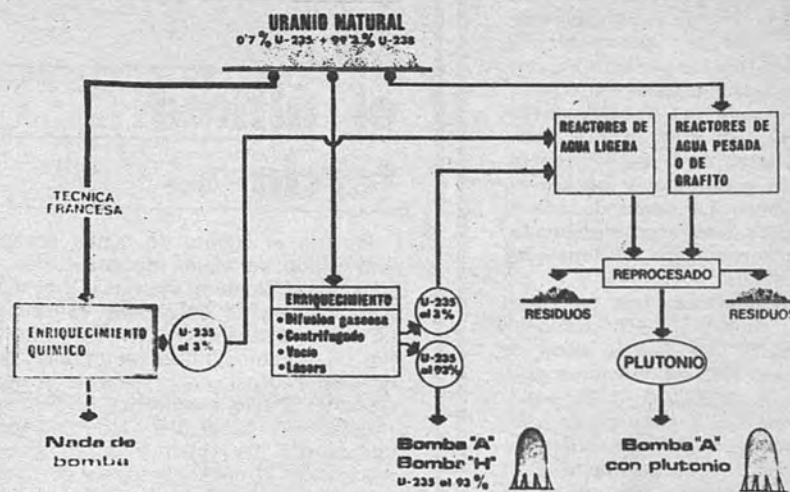 URANIO NATURAL
0'7% U-235 + 99'3% U-238
TECNICA
FRANCESA
REACTORES DE
AGUA LIGERA
REACTORES DE
AGUA PESADA
O DE
GRAFITO
REPROCESADO
RESIDUOS
RESIDUOS
ENRIQUECIMIENTO
QUIMICO
U-235
al 3%
ENRIQUECIMIENTO
• Difusion gaseosa
• Centrifugado
• Vacío
• Lasers
U-235
al 3%
U-235
al 93%
PLUTONIO
Nada de
bomba
Bomba "A"
Bomba "H"
U-235 al 93%
Bomba "A"
con plutonio